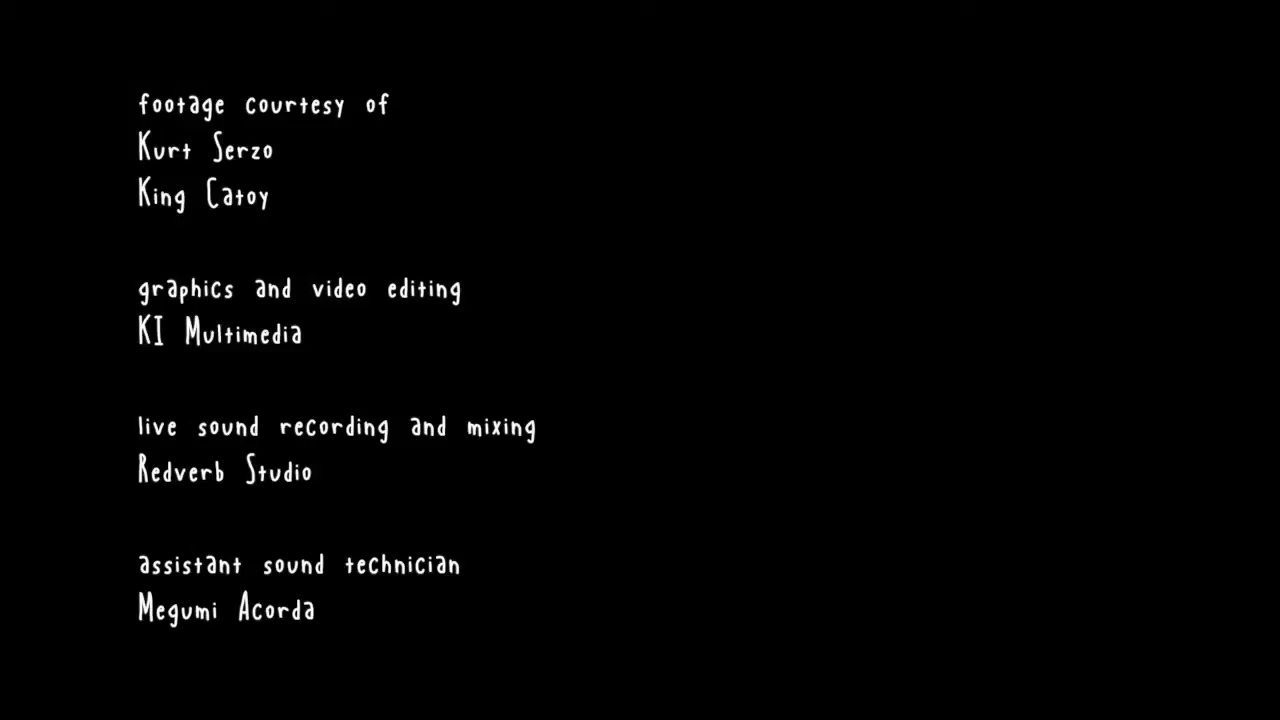 footage courtesy of
Kurt Serzo
King Catoy
graphics and video editing
KI Multimedia
live sound recording and mixing
Redverb Studio
assistant sound technician
Megumi Acorda